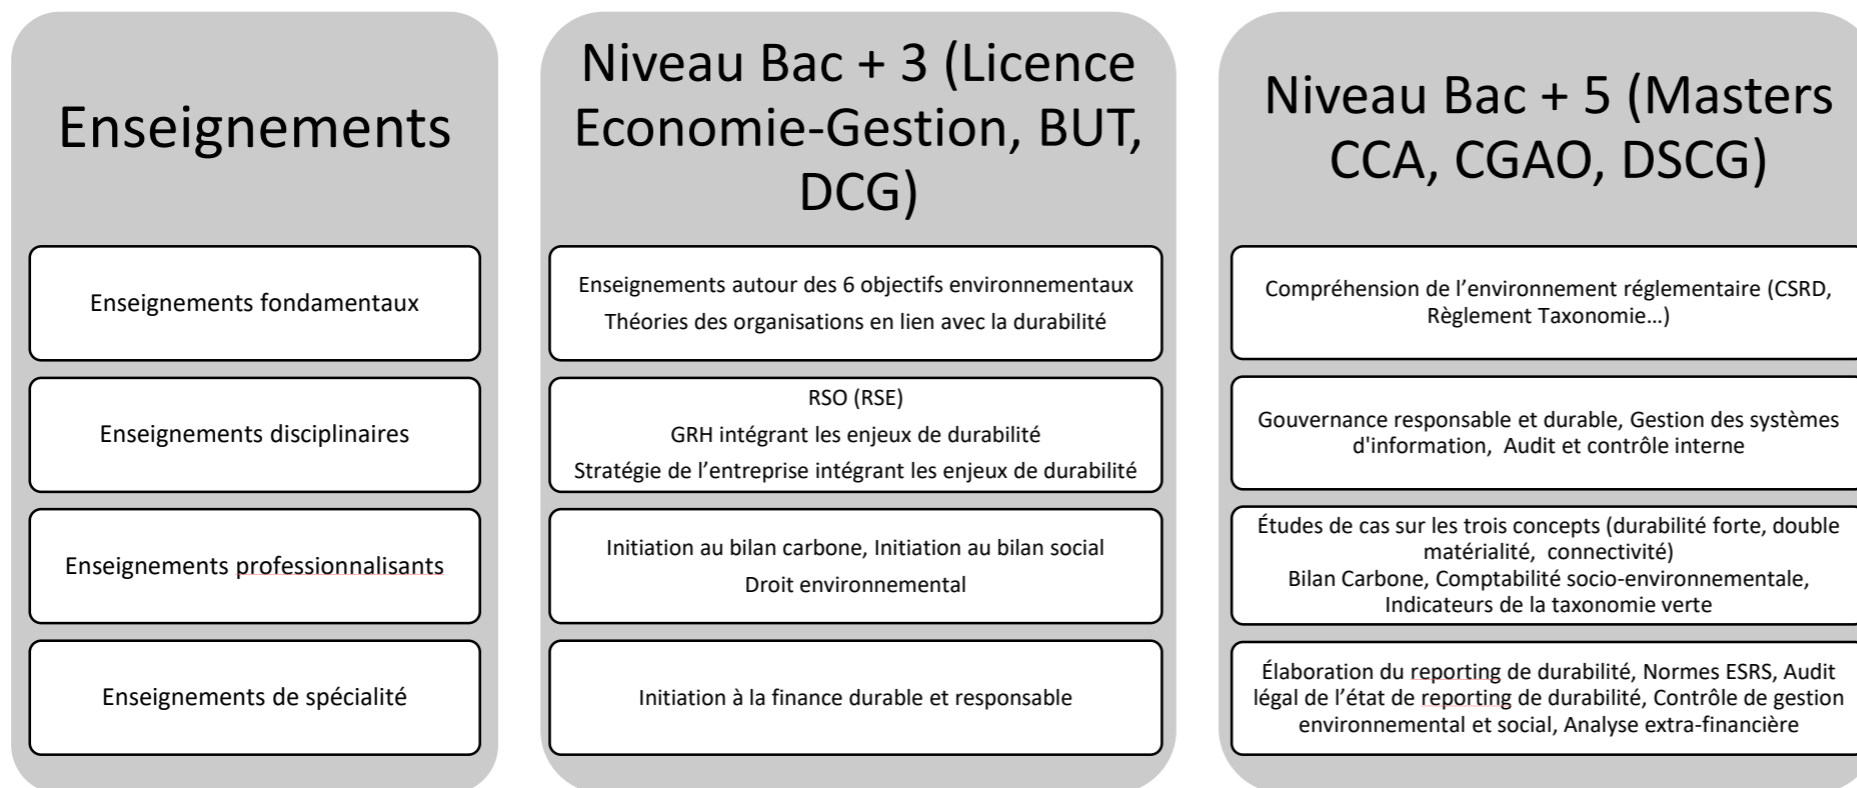 Enseignements
Enseignements fondamentaux
Enseignements disciplinaires
Enseignements professionnalisants
Enseignements de spécialité
Niveau Bac + 3 (Licence
Economie-Gestion, BUT,
DCG)
Enseignements autour des 6 objectifs environnementaux
Théories des organisations en lien avec la durabilité
RSO (RSE)
GRH intégrant les enjeux de durabilité
Stratégie de l’entreprise intégrant les enjeux de durabilité
Initiation au bilan carbone, Initiation au bilan social
Droit environnemental
Initiation à la finance durable et responsable
Niveau Bac + 5 (Masters
CCA, CGAO, DSCG)
Compréhension de l’environnement réglementaire (CSRD,
Règlement Taxonomie…)
Gouvernance responsable et durable, Gestion des systèmes
d'information,  Audit et contrôle interne
Études de cas sur les trois concepts (durabilité forte, double
matérialité,  connectivité)
Bilan Carbone, Comptabilité socio-environnementale,
Indicateurs de la taxonomie verte
Élaboration du reporting de durabilité, Normes ESRS, Audit
légal de l’état de reporting de durabilité, Contrôle de gestion
environnemental et social, Analyse extra-financière